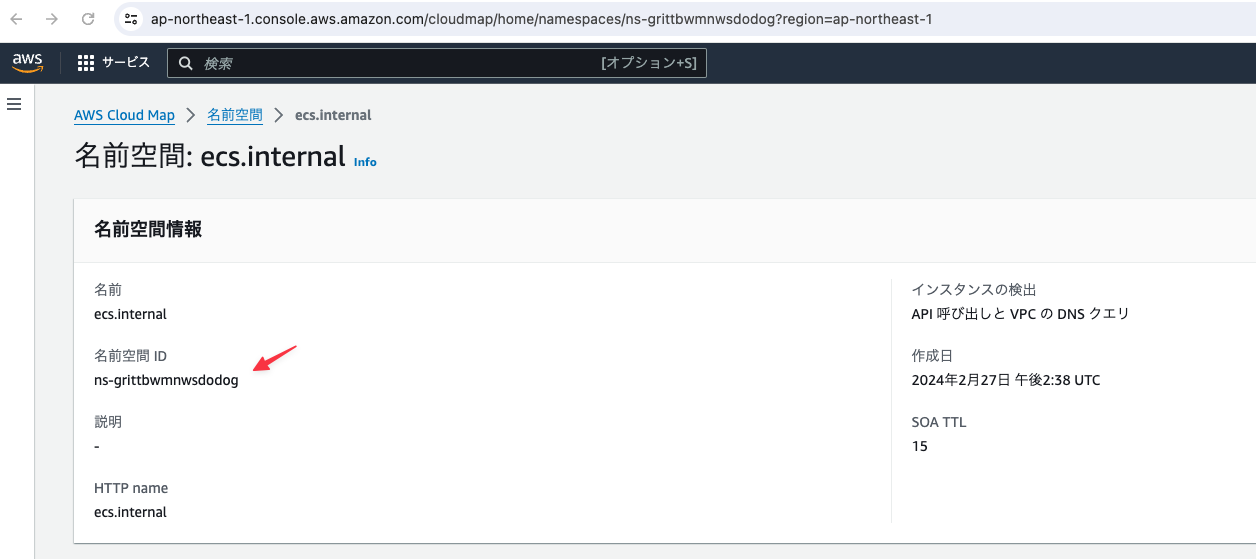 ap-northeast-1.console.aws.amazon.com/cloudmap/home/namespaces/ns-grittbwmnwsdodog?region=ap-northeast-1
aws サービス 検索 [オプション+S]
AWS Cloud Map > 名前空間 > ecs.internal
名前空間: ecs.internal Info
名前空間情報
名前
ecs.internal
名前空間 ID
ns-grittbwmnwsdodog
説明
-
HTTP name
ecs.internal
インスタンスの検出
API 呼び出しと VPC の DNS クエリ
作成日
2024年2月27日 午後2:38 UTC
SOA TTL
15